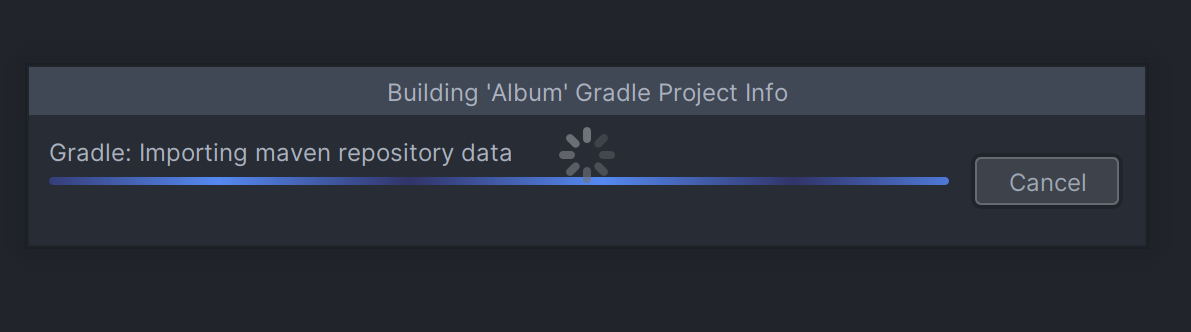 Building 'Album' Gradle Project Info
Gradle: Importing maven repository data
Cancel